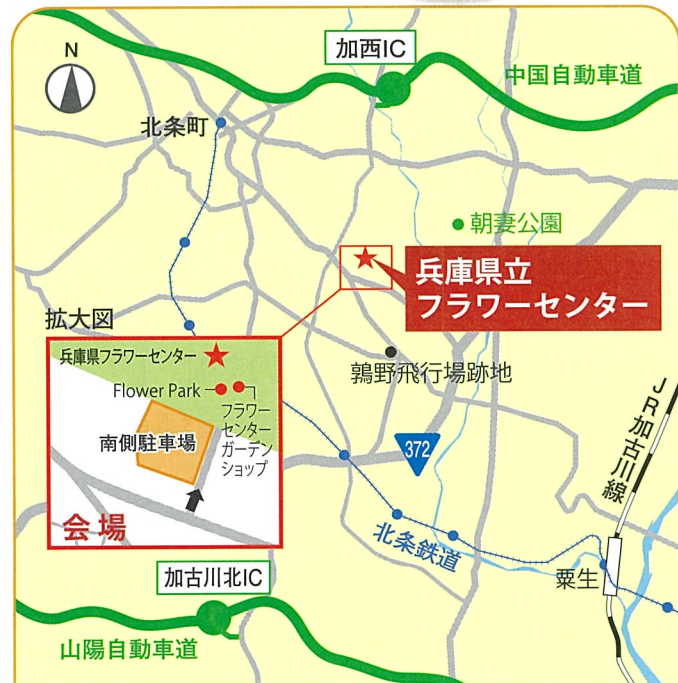 N
加西IC
中国自動車道
北条町
朝妻公園
兵庫県立
フラワーセンター
拡大図
兵庫県フラワーセンター
Flower Park
フラワー
センター
ガーデン
ショップ
南側駐車場
会場
鶉野飛行場跡地
372
JR加古川線
北条鉄道
粟生
加古川北IC
山陽自動車道